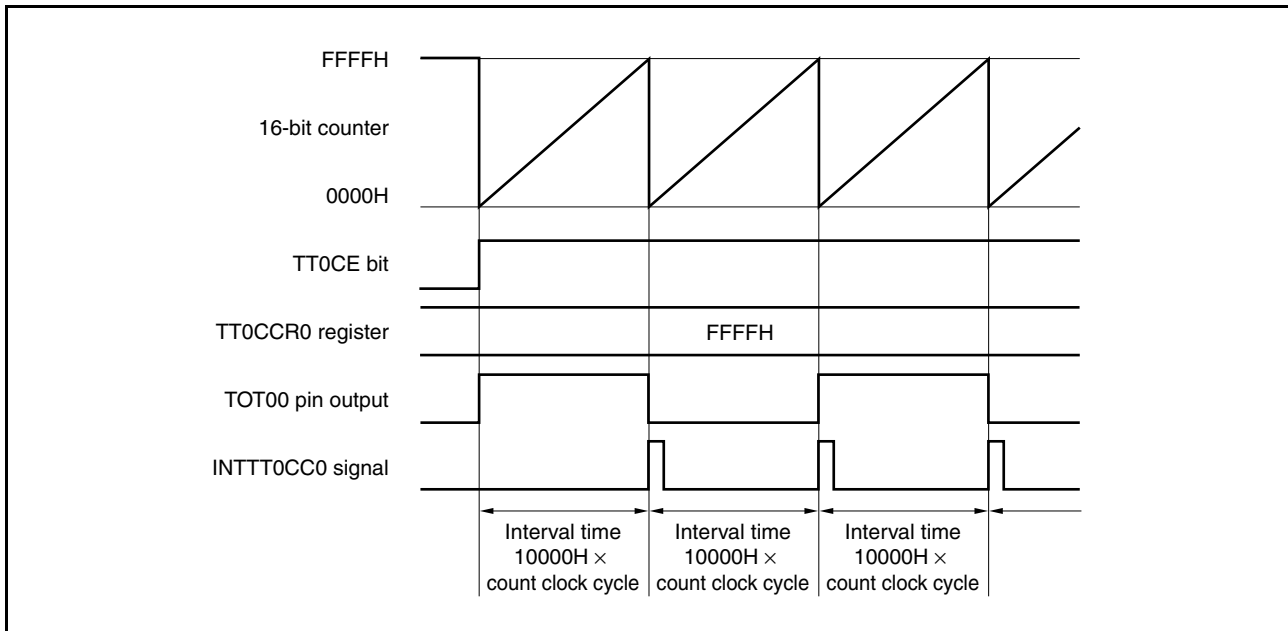 FFFFH
16-bit counter
0000H
TT0CE bit
TT0CCR0 register
FFFFH
TOT00 pin output
INTTT0CC0 signal
Interval time
10000H ×
count clock cycle
Interval time
10000H ×
count clock cycle
Interval time
10000H ×
count clock cycle